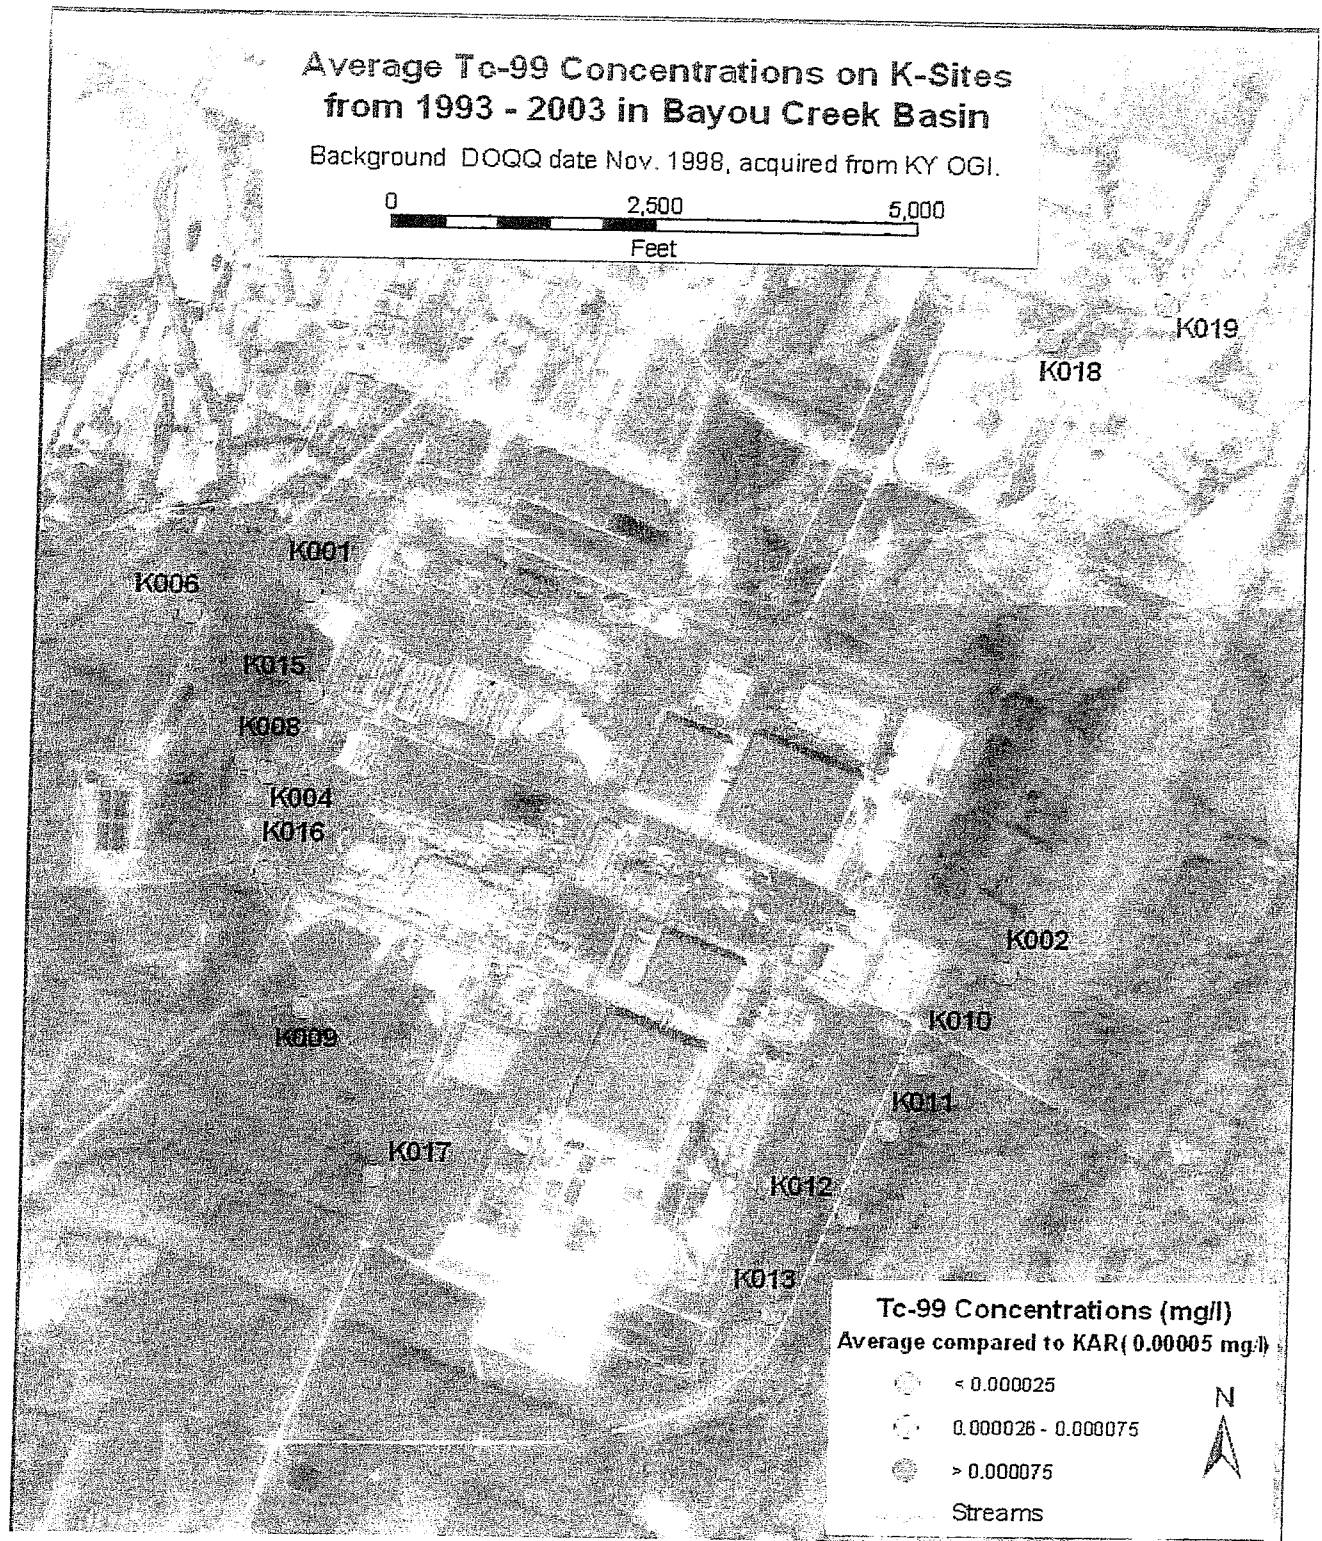 Average Tc-99 Concentrations on K-Sites
from 1993 - 2003 in Bayou Creek Basin
Background DOQQ date Nov. 1998, acquired from KY OGI.
0 2,500 5,000
Feet
K019
K018
K001
K006
K015
K008
K004
K016
K002
K010
K009
K011
K017
K012
K013
Tc-99 Concentrations (mg/l)
Average compared to KAR( 0.00005 mg/l)
< 0.000025
N
0.000026 - 0.000075
> 0.000075
Streams